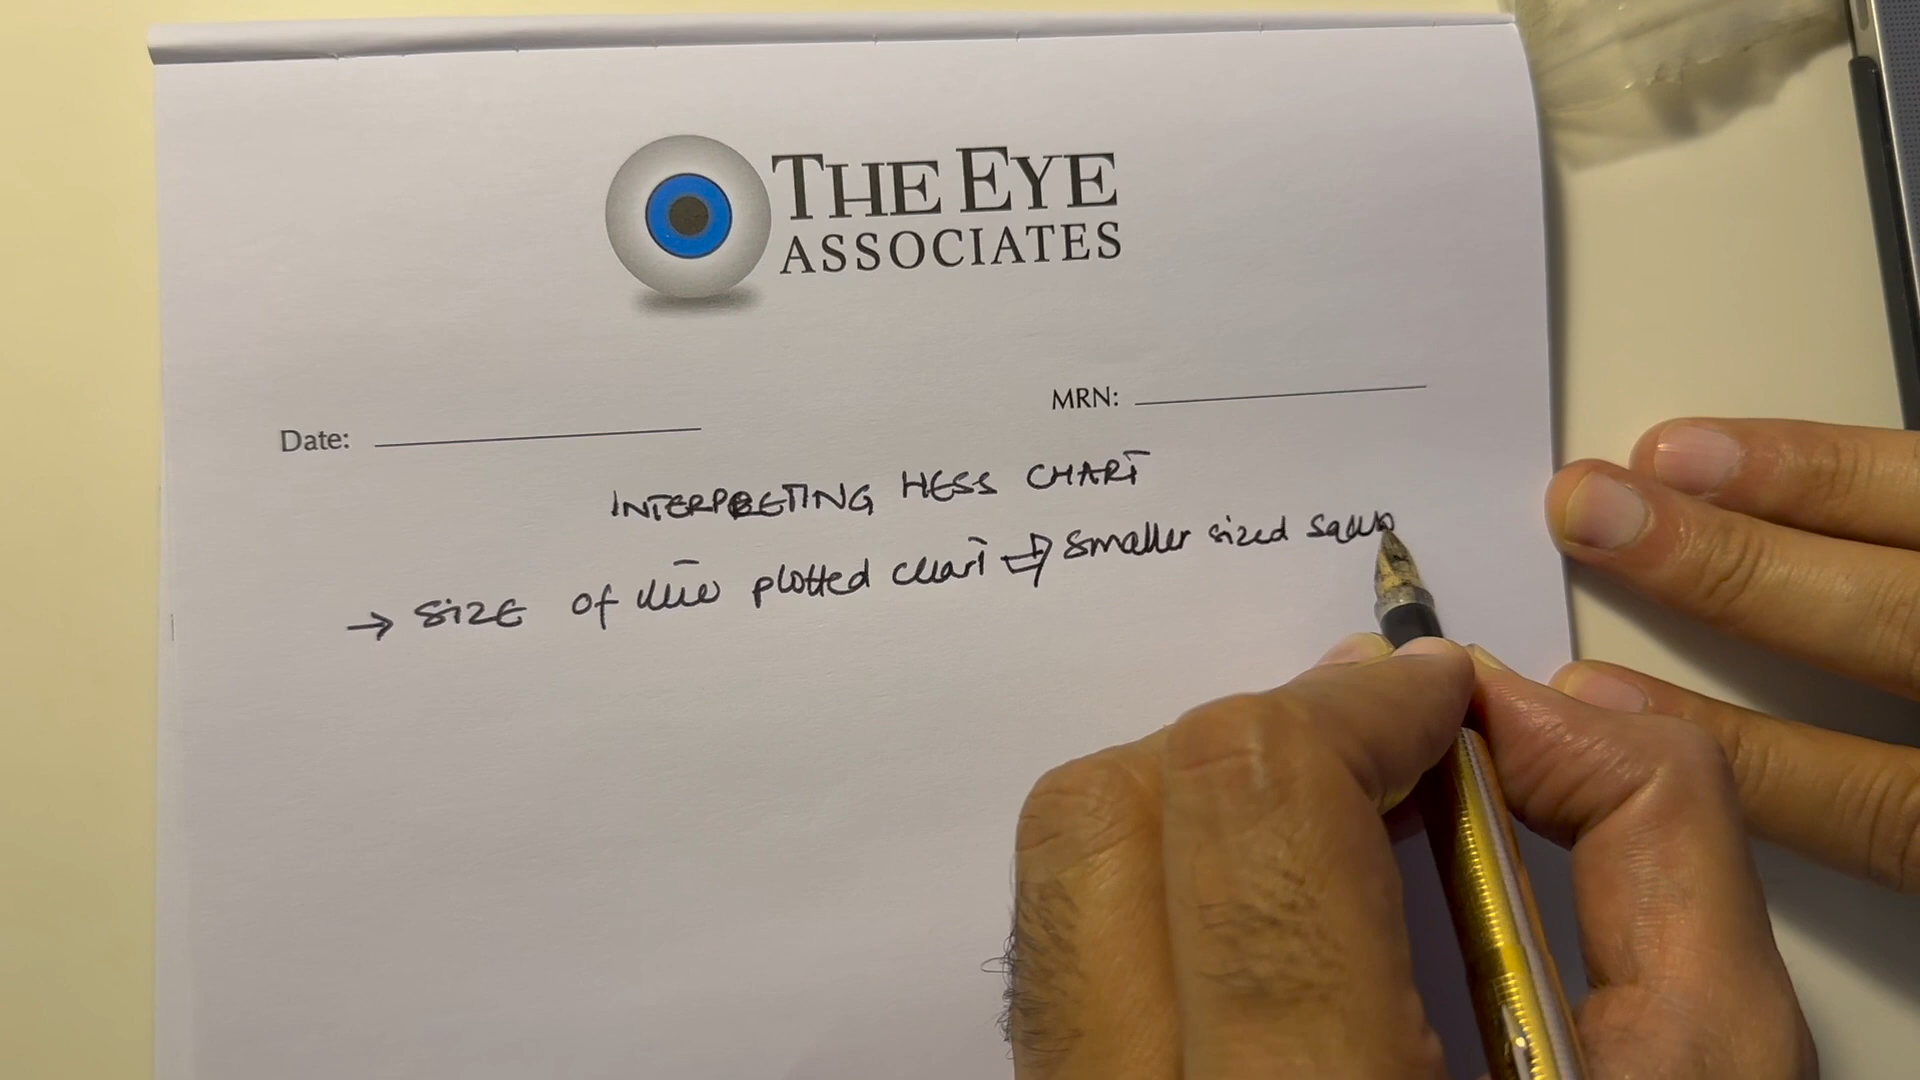 THE EYE
ASSOCIATES
MRN:
Date:
INTERPRETING HESS CHART
→ SIZE of the plotted chart ⇒ Smaller sized